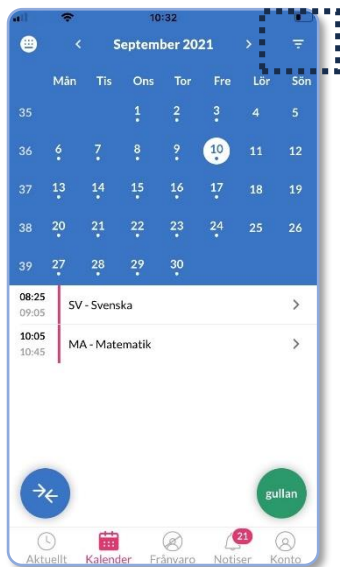 10:32
September 2021
Mån Tis Ons Tor Fre Lör Sön
35 1 2 3 4 5
36 6 7 8 9 10 11 12
37 13 14 15 16 17 18 19
38 20 21 22 23 24 25 26
39 27 28 29 30
08:25
09:05
SV - Svenska
10:05
10:45
MA - Matematik
gullan
21
Aktuellt Kalender Frånvaro Notiser Konto